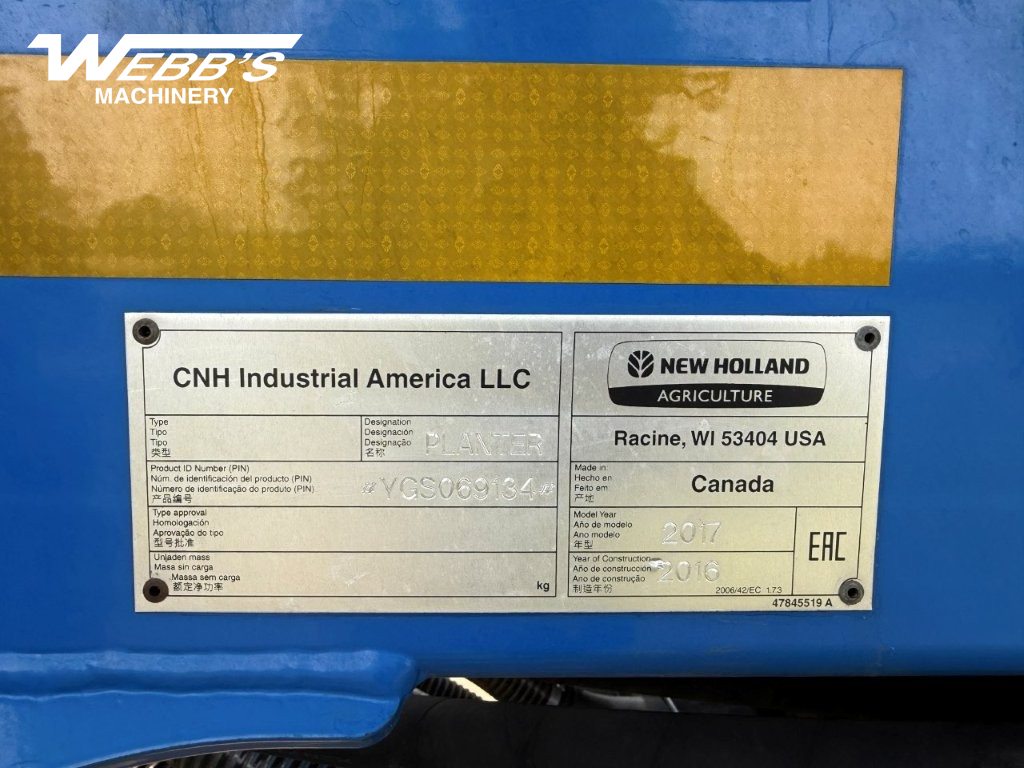 WEBB'S
MACHINERY
CNH Industrial America LLC
NEW HOLLAND
AGRICULTURE
Type
Tipo
Tipo
类型
Designation
Designación
Designação
名称
PLANTER
Racine, WI 53404 USA
Product ID Number (PIN)
Núm. de identificación del producto (PIN)
Número de identificação do produto (PIN)
产品编号
*YGS069134*
Made in
Hecho en
Feito em
产地
Canada
Type approval
Homologación
Aprovação do tipo
型号批准
Model Year
Año de modelo
Ano modelo
年型
2017
EAC
Unladen mass
Masa sin carga
Massa sem carga
额定净功率
kg
Year of Construction
Año de construcción
Ano de construção
制造年份
2016
2006/42/EC 1.7.3
47845519 A